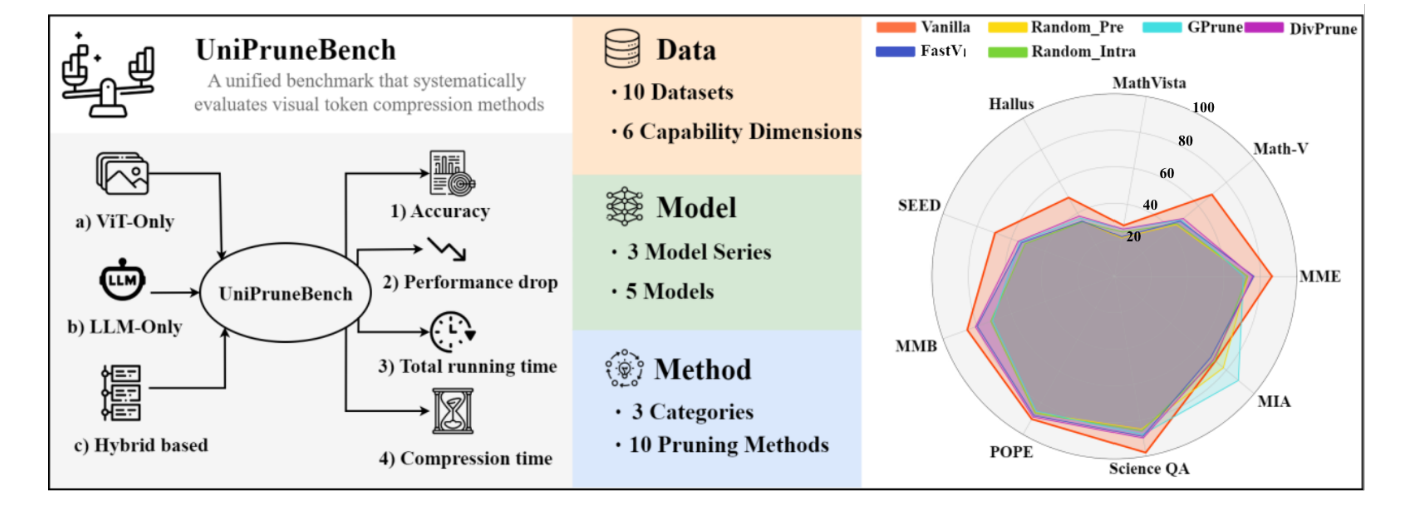 UniPruneBench
A unified benchmark that systematically
evaluates visual token compression methods
a) ViT-Only
LLM
b) LLM-Only
c) Hybrid based
UniPruneBench
1) Accuracy
2) Performance drop
3) Total running time
4) Compression time
Data
· 10 Datasets
· 6 Capability Dimensions
Model
· 3 Model Series
· 5 Models
Method
· 3 Categories
· 10 Pruning Methods
Vanilla Random_Pre GPrune DivPrune
FastV Random_Intra
MathVista
Hallus
100
80
Math-V
60
SEED
40
20
MME
MMB
MIA
POPE
Science QA